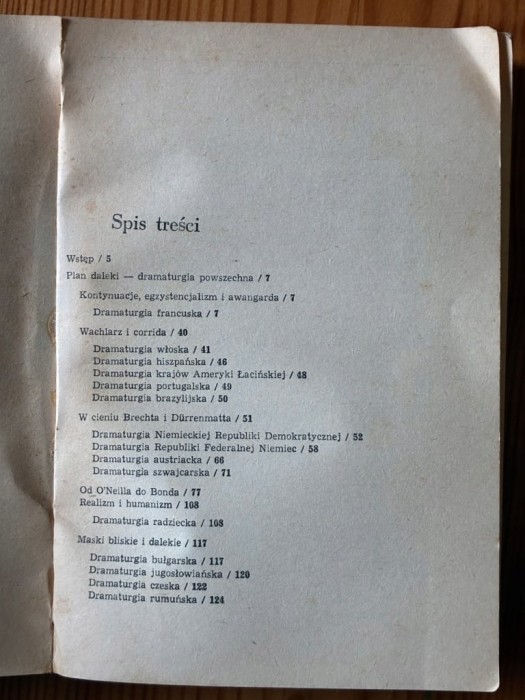 Spis treści
Wstęp / 5
Plan daleki — dramaturgia powszechna / 7
Kontynuacje, egzystencjalizm i awangarda / 7
Dramaturgia francuska / 7
Wachlarz i corrida / 40
Dramaturgia włoska / 41
Dramaturgia hiszpańska / 46
Dramaturgia krajów Ameryki Łacińskiej / 48
Dramaturgia portugalska / 49
Dramaturgia brazylijska / 50
W cieniu Brechta i Dürrenmatta / 51
Dramaturgia Niemieckiej Republiki Demokratycznej / 52
Dramaturgia Republiki Federalnej Niemiec / 58
Dramaturgia austriacka / 66
Dramaturgia szwajcarska / 71
Od O'Neilla do Bonda / 77
Realizm i humanizm / 108
Dramaturgia radziecka / 108
Maski bliskie i dalekie / 117
Dramaturgia bułgarska / 117
Dramaturgia jugosłowiańska / 120
Dramaturgia czeska / 122
Dramaturgia rumuńska / 124